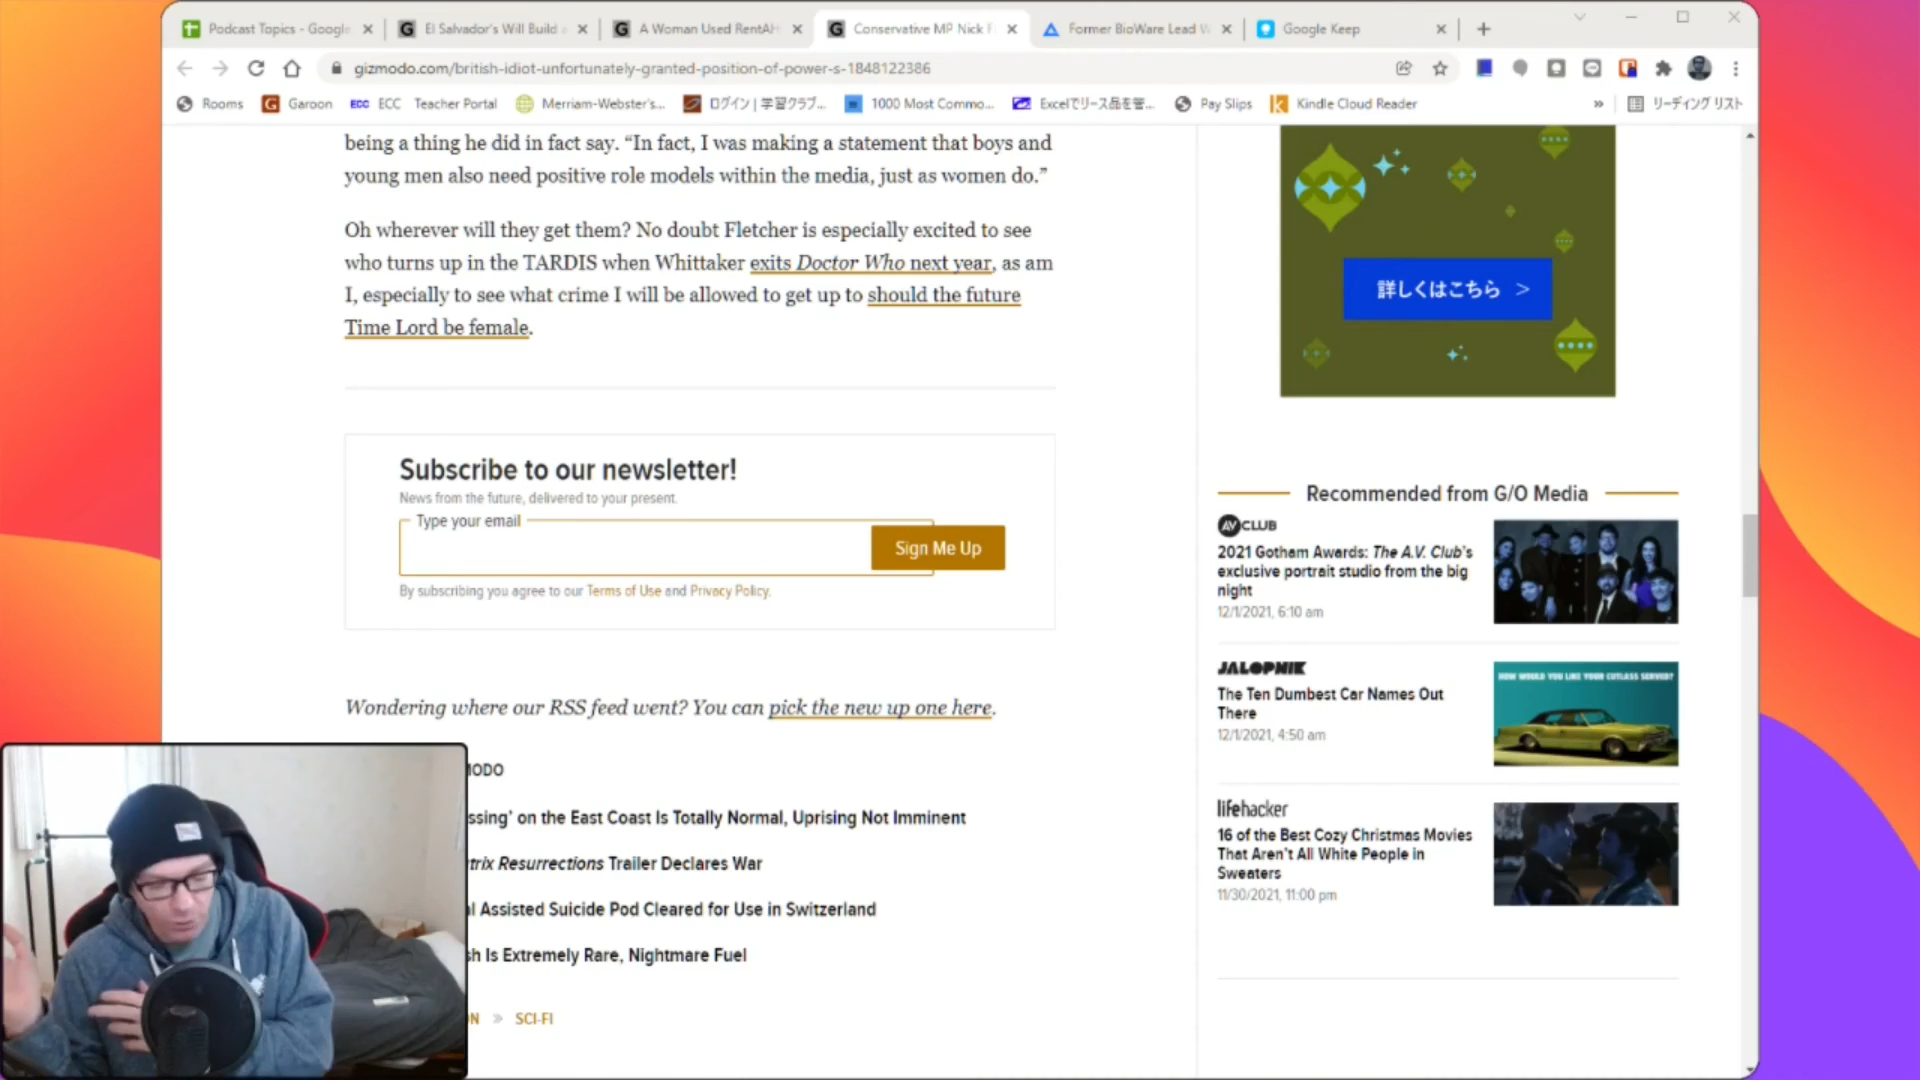 Podcast Topics - Google
El Salvador's Will Build a
A Woman Used RentAH
Conservative MP Nick F
Former BioWare Lead W
Google Keep
gizmodo.com/british-idiot-unfortunately-granted-position-of-power-s-1848122386
Rooms
Garoon
ECC ECC
Teacher Portal
Merriam-Webster's...
ログイン | 学習クラブ...
1000 Most Commo...
Excelでリース品を管...
Pay Slips
Kindle Cloud Reader
»
リーディング リスト
being a thing he did in fact say. “In fact, I was making a statement that boys and
young men also need positive role models within the media, just as women do.”
Oh wherever will they get them? No doubt Fletcher is especially excited to see
who turns up in the TARDIS when Whittaker exits Doctor Who next year, as am
I, especially to see what crime I will be allowed to get up to should the future
Time Lord be female.
Subscribe to our newsletter!
News from the future, delivered to your present.
Type your email
Sign Me Up
By subscribing you agree to our Terms of Use and Privacy Policy.
Wondering where our RSS feed went? You can pick the new up one here.
MODO
ssing’ on the East Coast Is Totally Normal, Uprising Not Imminent
trix Resurrections Trailer Declares War
l Assisted Suicide Pod Cleared for Use in Switzerland
sh Is Extremely Rare, Nightmare Fuel
ON » SCI-FI
詳しくはこちら >
Recommended from G/O Media
AV CLUB
2021 Gotham Awards: The A.V. Club's
exclusive portrait studio from the big
night
12/1/2021, 6:10 am
JALOPNIK
The Ten Dumbest Car Names Out
There
12/1/2021, 4:50 am
HOW WOULD YOU LIKE YOUR CUTLASS SERVED?
lifehacker
16 of the Best Cozy Christmas Movies
That Aren't All White People in
Sweaters
11/30/2021, 11:00 pm